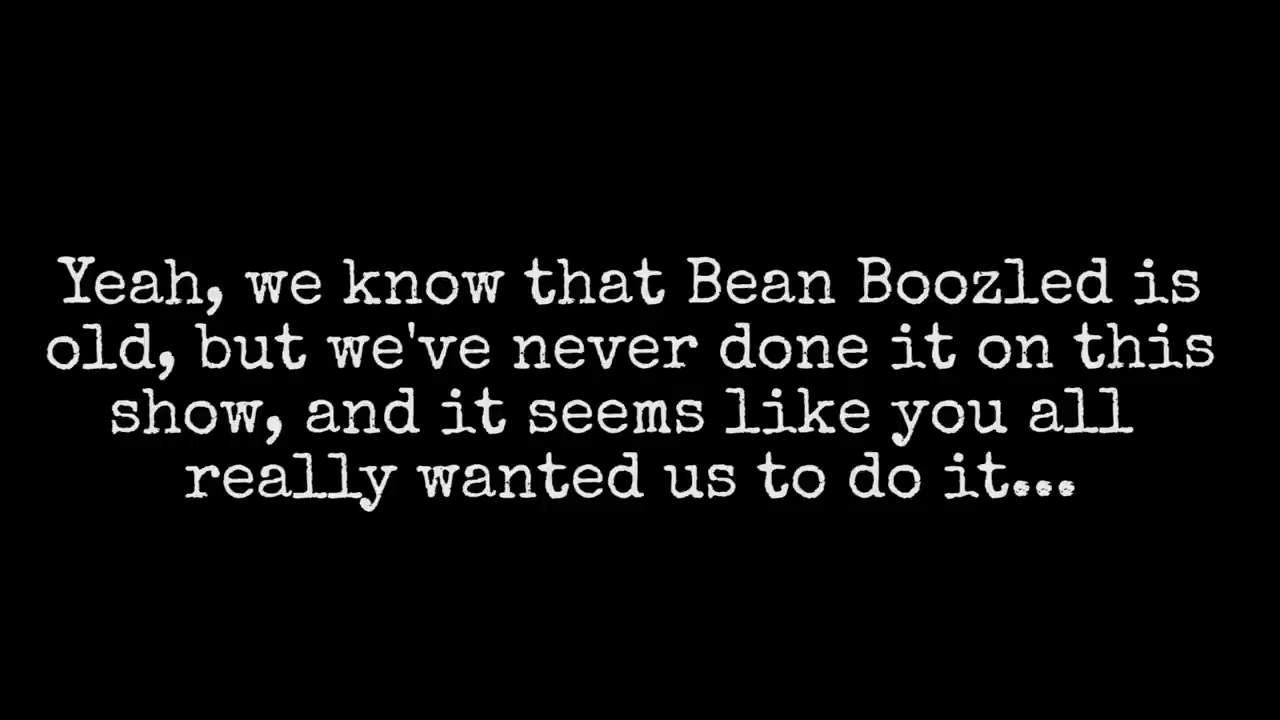 Yeah, we know that Bean Boozled is
old, but we've never done it on this
show, and it seems like you all
really wanted us to do it...